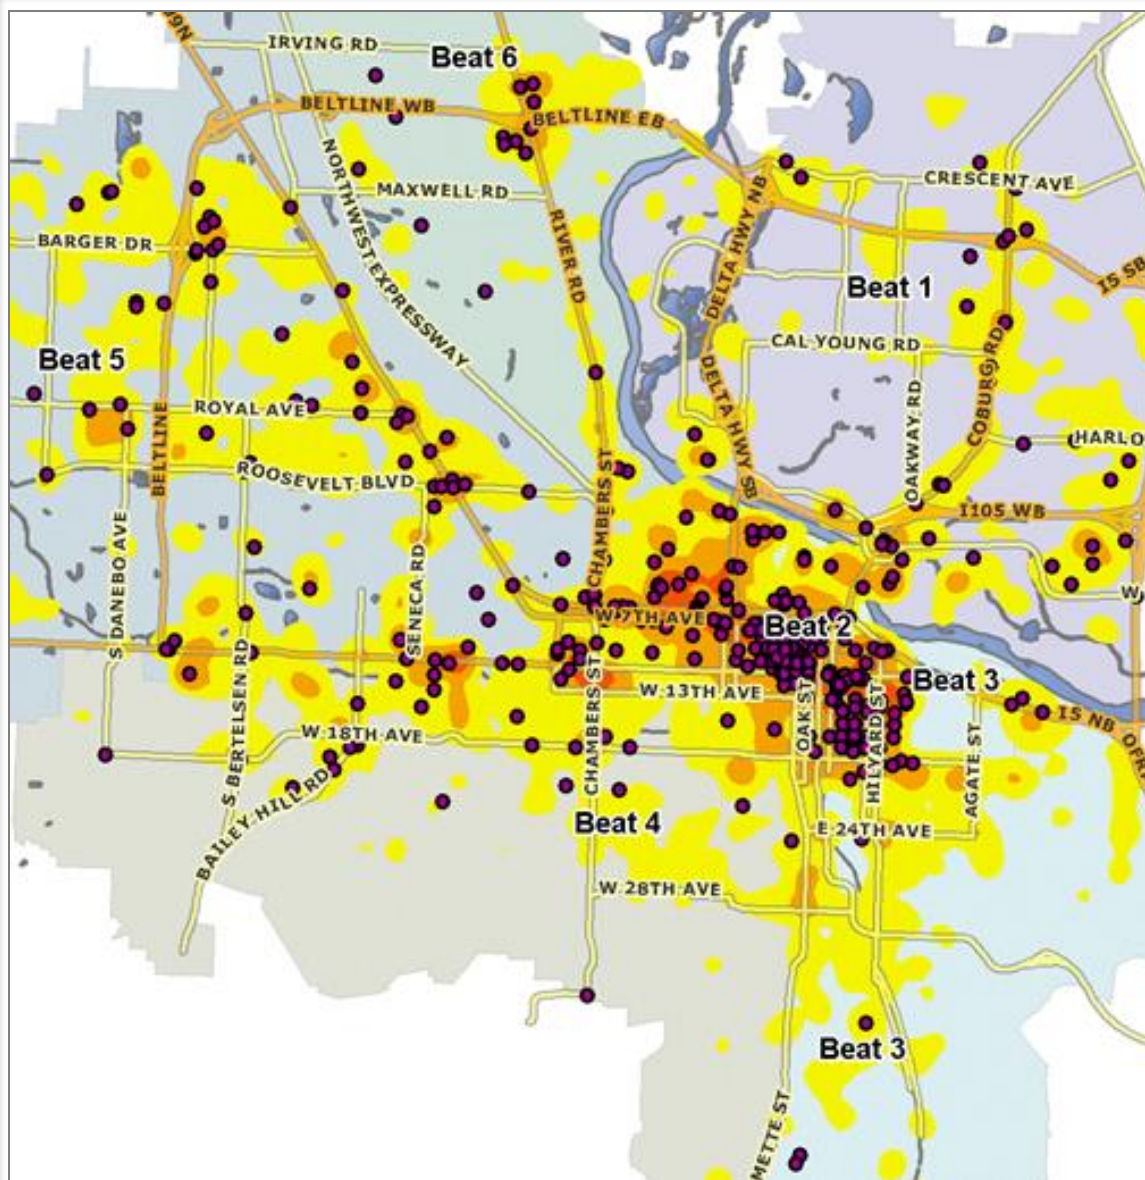 99N
IRVING RD
Beat 6
BELTLINE WB
BELTLINE EB
NORTHWEST EXPRESSWAY
MAXWELL RD
DELTA HWY NB
CRESCENT AVE
BARGER DR
RIVER RD
I5 SB
Beat 1
CAL YOUNG RD
Beat 5
DELTA HWY SB
OAKWAY RD
COBURG RD
ROYAL AVE
BELTLINE
HARLO
ROOSEVELT BLVD
CHAMBERS ST
I105 WB
S DANEBO AVE
SENECA RD
W
W 7TH AVE
Beat 2
S BERTELSEN RD
W 13TH AVE
Beat 3
CHAMBERS ST
OAK ST
HILYARD ST
I5 NB OFR
AGATE ST
W 18TH AVE
BAILEY HILL RD
Beat 4
E 24TH AVE
W 28TH AVE
Beat 3
METTE ST